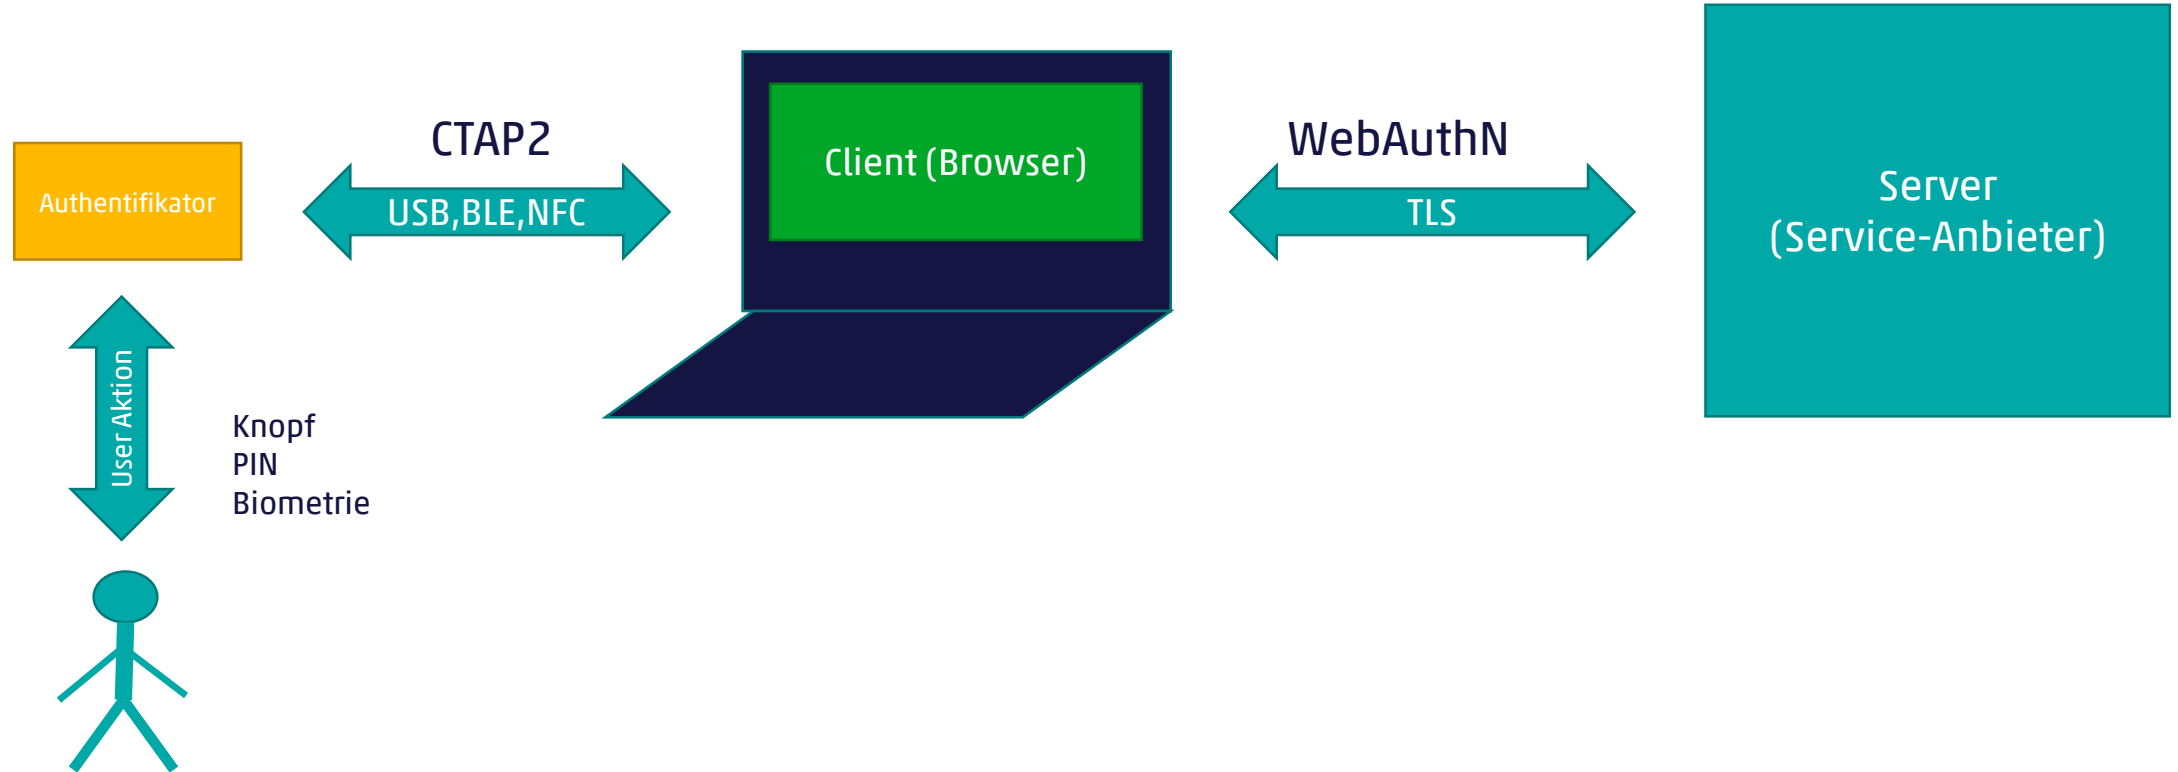 Authentifikator
CTAP2
USB,BLE,NFC
Client (Browser)
WebAuthN
TLS
Server
(Service-Anbieter)
User Aktion
Knopf
PIN
Biometrie